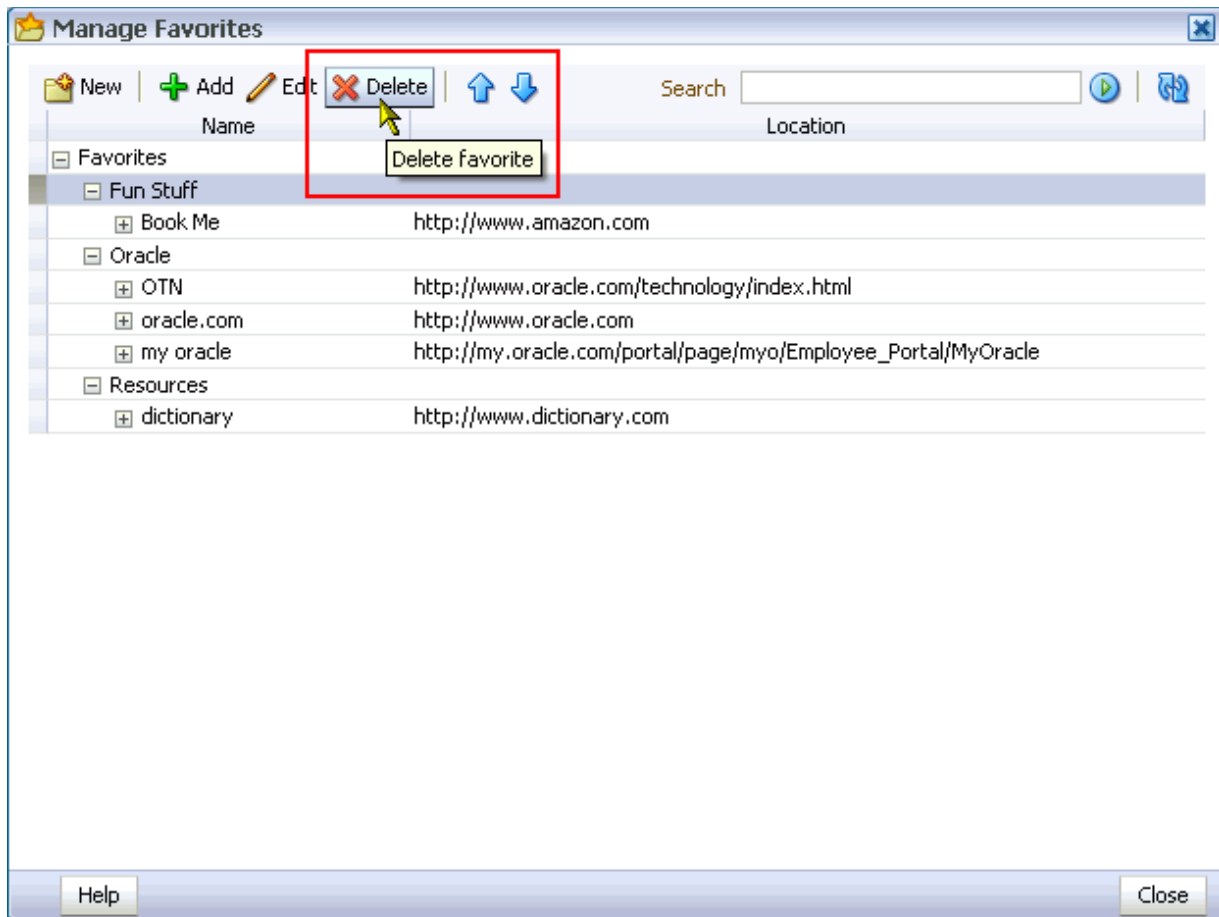 Manage Favorites
New Add Edit Delete Search
Name Location
Delete favorite
Favorites
Fun Stuff
Book Me http://www.amazon.com
Oracle
OTN http://www.oracle.com/technology/index.html
oracle.com http://www.oracle.com
my oracle http://my.oracle.com/portal/page/myo/Employee_Portal/MyOracle
Resources
dictionary http://www.dictionary.com
Help Close